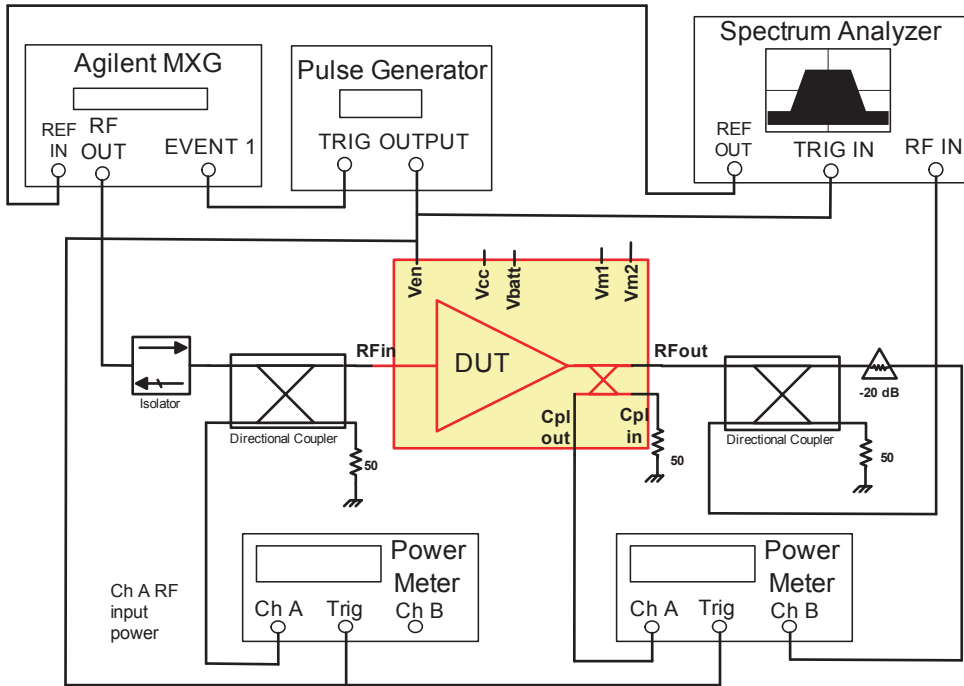 Agilent MXG
REF
IN
RF
OUT
EVENT 1
Pulse Generator
TRIG OUTPUT
Spectrum Analyzer
REF
OUT
TRIG IN
RF IN
Ven
Vcc
Vbatt
Vm1
Vm2
Isolator
Directional Coupler
50
RFin
DUT
RFout
Cpl
out
Cpl
in
50
Directional Coupler
-20 dB
50
Ch A RF
input
power
Power
Meter
Ch A
Trig
Ch B
Power
Meter
Ch A
Trig
Ch B